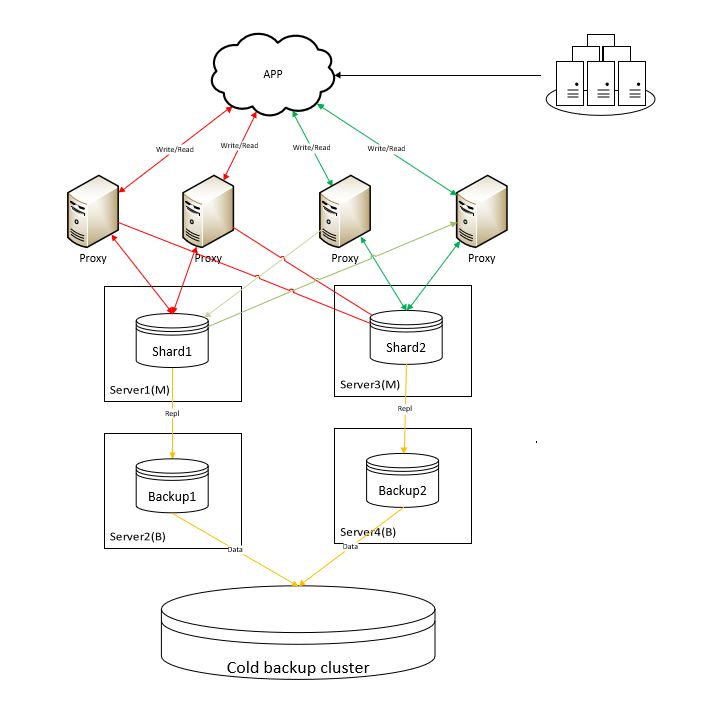 APP
Write/Read
Write/Read
Write/Read
Write/Read
Proxy
Proxy
Proxy
Proxy
Shard1
Server1(M)
Shard2
Server3(M)
Repl
Repl
Backup1
Server2(B)
Backup2
Server4(B)
Data
Data
Cold backup cluster